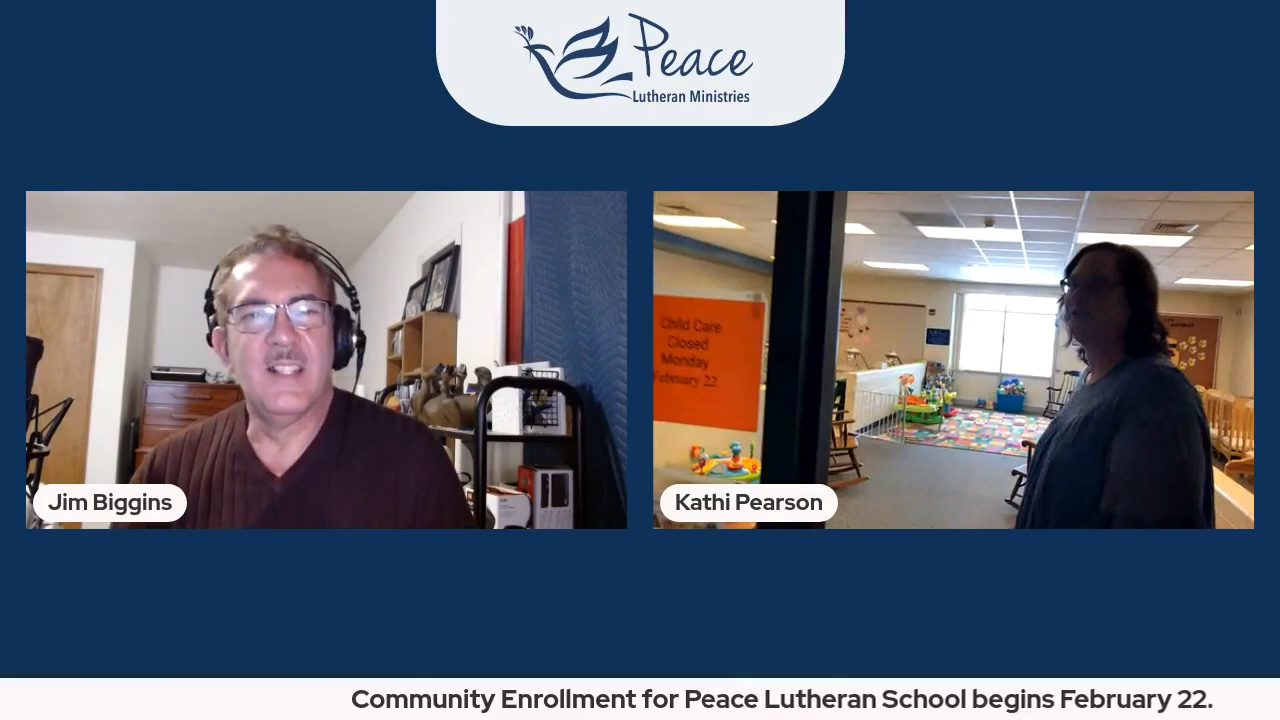 Peace
Lutheran Ministries
Child Care
Closed
Monday
February 22
Jim Biggins
Kathi Pearson
Community Enrollment for Peace Lutheran School begins February 22.